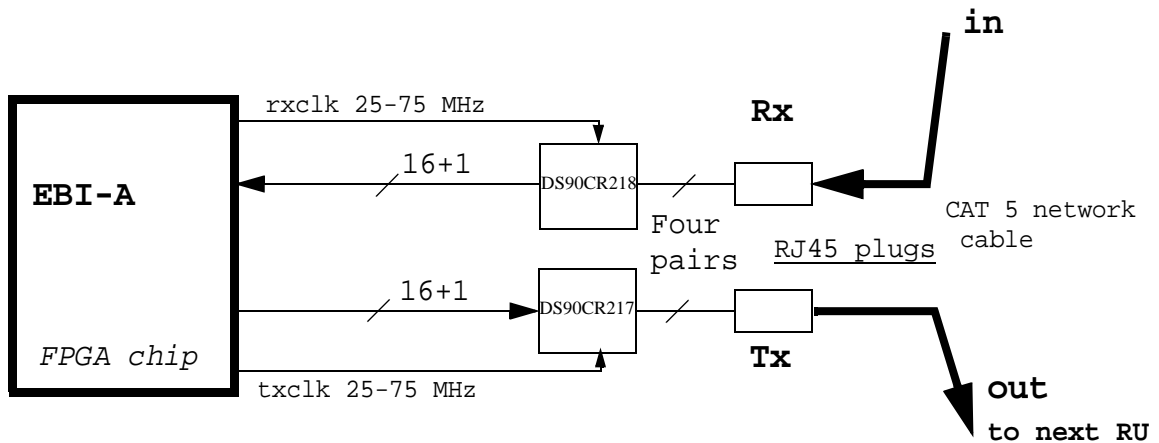 in
rxclk 25-75 MHz
Rx
16+1
DS90CR218
EBI-A
CAT 5 network
cable
Four
pairs
RJ45 plugs
16+1
DS90CR217
FPGA chip
Tx
txclk 25-75 MHz
out
to next RU